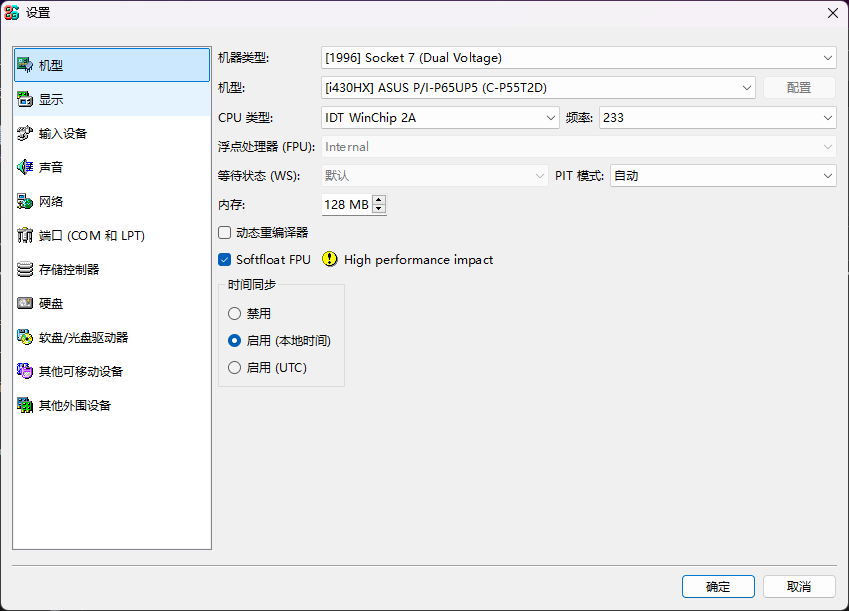 设置
机型
显示
输入设备
声音
网络
端口 (COM 和 LPT)
存储控制器
硬盘
软盘/光盘驱动器
其他可移动设备
其他外围设备
机器类型: [1996] Socket 7 (Dual Voltage)
机型: [i430HX] ASUS P/I-P65UP5 (C-P55T2D) 配置
CPU 类型: IDT WinChip 2A 频率: 233
浮点处理器 (FPU): Internal
等待状态 (WS): 默认 PIT 模式: 自动
内存: 128 MB
动态重编译器
Softfloat FPU High performance impact
时间同步
禁用
启用 (本地时间)
启用 (UTC)
确定 取消